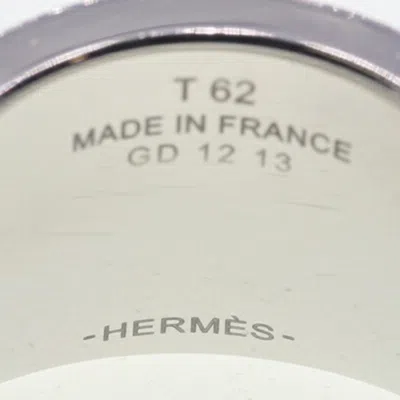 T 62
MADE IN FRANCE
GD 12 13
-HERMÈS-